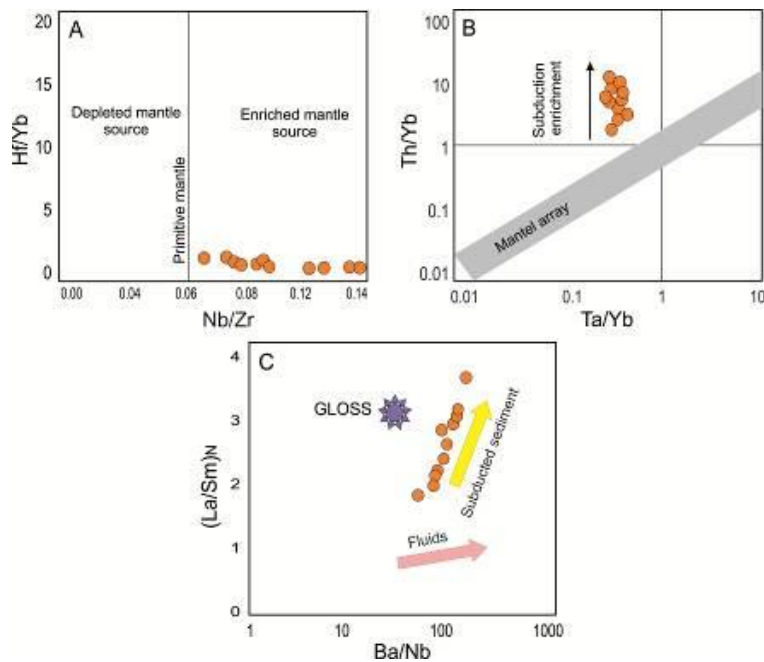 A
Hf/Yb
20
15
10
5
0
Depleted mantle
source
Primitive mantle
Enriched mantle
source
0.00 0.04 0.06 0.08 0.12 0.14
Nb/Zr
B
Th/Yb
100
10
1
0.1
0.01
Subduction
enrichment
Mantel array
0.01 0.1 1 10
Ta/Yb
C
(La/Sm)N
4
3
2
1
0
GLOSS
Subducted sediment
Fluids
1 10 100 1000
Ba/Nb